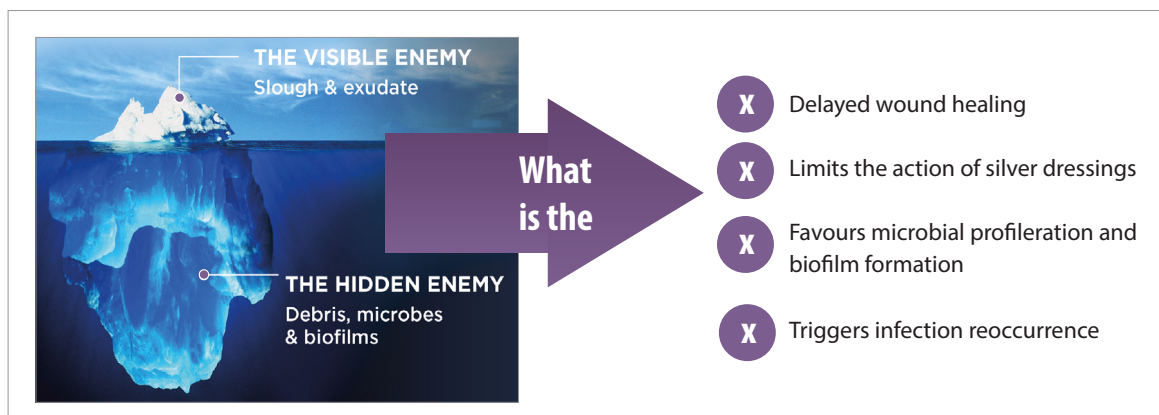 THE VISIBLE ENEMY
Slough & exudate
THE HIDDEN ENEMY
Debris, microbes
& biofilms
What
is the
X Delayed wound healing
X Limits the action of silver dressings
X Favours microbial profileration and
biofilm formation
X Triggers infection reoccurrence